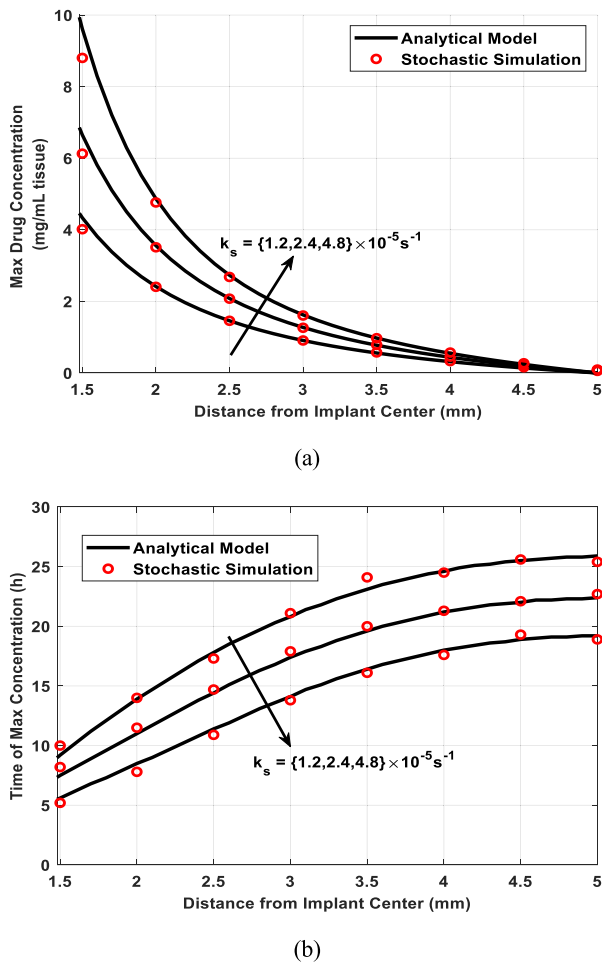 10
8
6
4
2
0
Max Drug Concentration
(mg/mL tissue)
Analytical Model
Stochastic Simulation
k_s = {1.2,2.4,4.8}×10^-5 s^-1
1.5 2 2.5 3 3.5 4 4.5 5
Distance from Implant Center (mm)
(a)
30
25
20
15
10
5
0
Time of Max Concentration (h)
Analytical Model
Stochastic Simulation
k_s = {1.2,2.4,4.8}×10^-5 s^-1
1.5 2 2.5 3 3.5 4 4.5 5
Distance from Implant Center (mm)
(b)